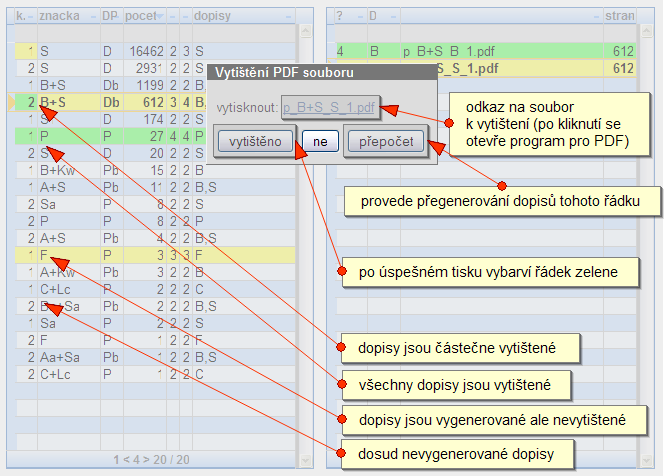 k. znacka DP pocet dopisy
? D stran
1 S D 16462 2 3 S
4 B p_B+S_B_1.pdf 612
2 S D 2931 2 2 S
S_S_1.pdf 612
1 B+S Db 1199 2 2 B,
2 B+S Db 612 3 4 B,
1 S D 174 2 2 S
1 P P 27 4 4 P
2 S D 20 2 2 S
1 B+Kw Pb 15 2 2 B
1 A+S Pb 11 2 2 B,S
2 Sa P 8 2 2 S
2 P P 8 2 2 P
2 A+S Pb 4 2 2 B,S
1 F P 3 3 3 F
1 A+Kw Pb 3 2 2 B
1 C+Lc P 2 2 2 C
2 +Sa Pb 2 2 2 B,S
1 Sa P 2 2 2 S
2 F P 1 2 2 F
2 Aa+Sa Pb 1 2 2 B,S
2 C+Lc P 1 2 2 C
1 < 4 > 20 / 20
Vytištění PDF souboru
vytisknout: p_B+S_S_1.pdf
vytištěno ne přepočet
odkaz na soubor
k vytištění (po kliknutí se
otevře program pro PDF)
provede přegenerování dopisů tohoto řádku
po úspešném tisku vybarví řádek zelene
dopisy jsou částečne vytištené
všechny dopisy jsou vytištené
dopisy jsou vygenerované ale nevytištené
dosud nevygenerované dopisy